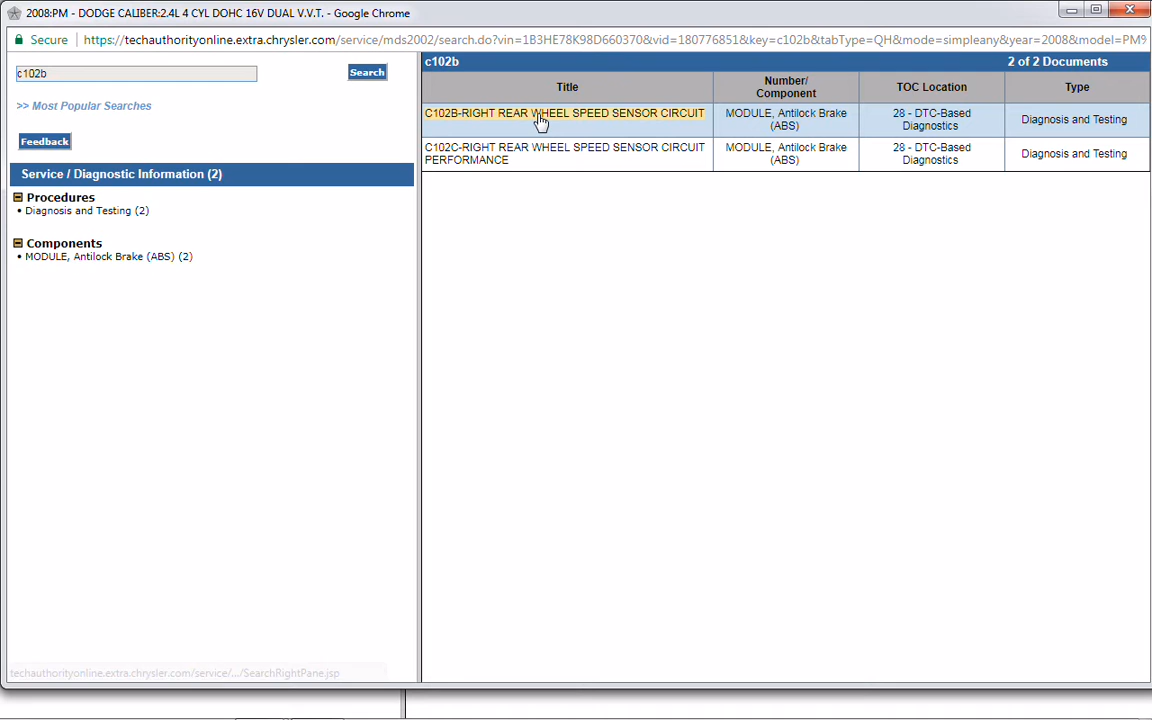 2008:PM - DODGE CALIBER:2.4L 4 CYL DOHC 16V DUAL V.V.T. - Google Chrome
Secure https://techauthorityonline.extra.chrysler.com/service/mds2002/search.do?vin=1B3HE78K98D660370&vid=180776851&key=c102b&tabType=QH&mode=simpleany&year=2008&model=PM%
c102b
Search
>> Most Popular Searches
Feedback
Service / Diagnostic Information (2)
Procedures
• Diagnosis and Testing (2)
Components
• MODULE, Antilock Brake (ABS) (2)
c102b 2 of 2 Documents
Title
Number/
Component
TOC Location
Type
C102B-RIGHT REAR WHEEL SPEED SENSOR CIRCUIT
MODULE, Antilock Brake
(ABS)
28 - DTC-Based
Diagnostics
Diagnosis and Testing
C102C-RIGHT REAR WHEEL SPEED SENSOR CIRCUIT
PERFORMANCE
MODULE, Antilock Brake
(ABS)
28 - DTC-Based
Diagnostics
Diagnosis and Testing
techauthorityonline.extra.chrysler.com/service/.../SearchRightPane.jsp